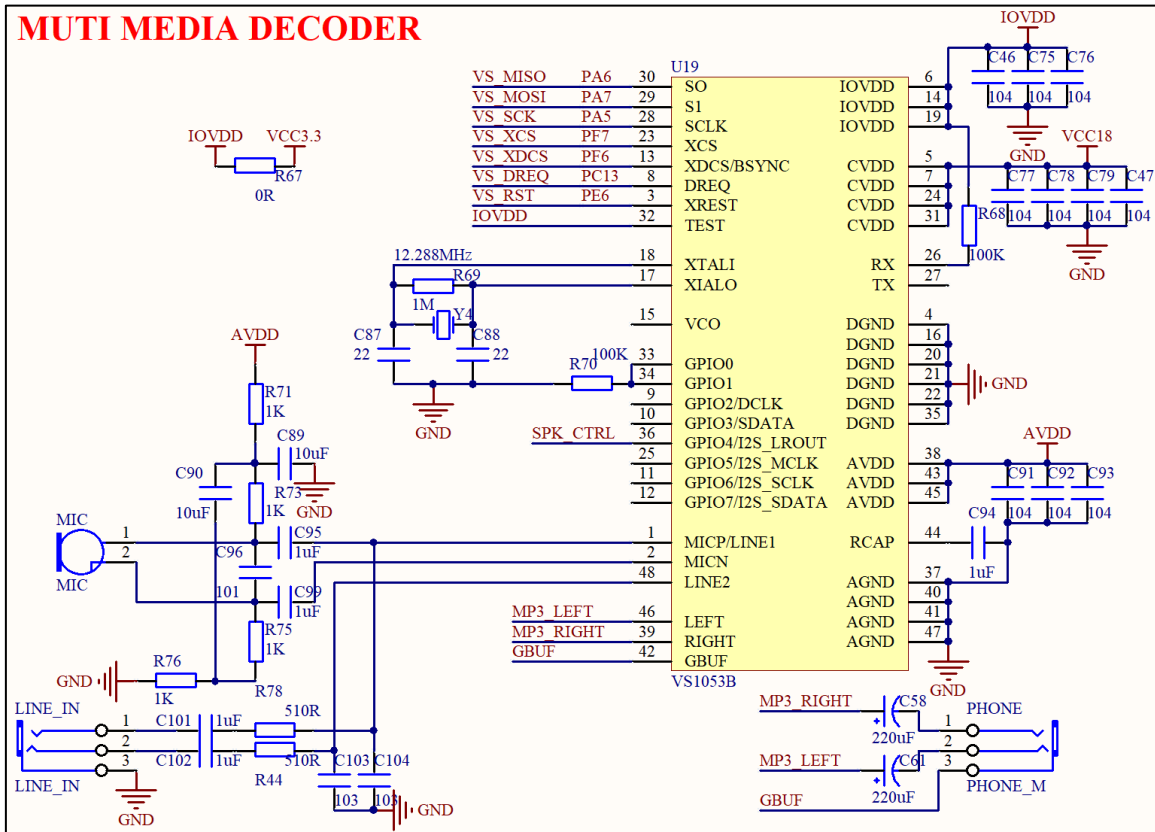 MUTI MEDIA DECODER
IOVDD
U19
C46 C75 C76
104 104 104
GND
VS_MISO PA6 30 SO IOVDD 6
VS_MOSI PA7 29 S1 IOVDD 14
VS_SCK PA5 28 SCLK IOVDD 19
VS_XCS PF7 23 XCS
VS_XDCS PF6 13 XDCS/BSYNC CVDD 5
VS_DREQ PC13 8 DREQ CVDD 7
VS_RST PE6 3 XREST CVDD 24
IOVDD 32 TEST CVDD 31
VCC18
C77 C78 C79 C47
104 104 104 104
GND
IOVDD VCC3.3
R67
0R
R68
100K
12.288MHz
18 XTALI RX 26
17 XIALO TX 27
R69
1M
Y4
C87 C88
22 22
GND
15 VCO DGND 4
DGND 16
33 GPIO0 DGND 20
34 GPIO1 DGND 21
9 GPIO2/DCLK DGND 22
10 GPIO3/SDATA DGND 35
R70 100K
GND
SPK_CTRL 36 GPIO4/I2S_LROUT
25 GPIO5/I2S_MCLK AVDD 38
11 GPIO6/I2S_SCLK AVDD 43
12 GPIO7/I2S_SDATA AVDD 45
AVDD
C91 C92 C93
104 104 104
C94
1uF
AVDD
R71
1K
C89
10uF
GND
C90
10uF
R73
1K
MIC
1
2
MIC
C95
1uF
C96
101
C99
1uF
R75
1K
R76
1K
GND
1 MICP/LINE1 RCAP 44
2 MICN
48 LINE2 AGND 37
AGND 40
MP3_LEFT 46 LEFT AGND 41
MP3_RIGHT 39 RIGHT AGND 47
GBUF 42 GBUF
VS1053B
GND
LINE_IN
1
2
3
LINE_IN
GND
C101 1uF
C102 1uF
R78
510R
510R
R44
C103 C104
103 103
GND
MP3_RIGHT C58 1 PHONE
220uF
2
MP3_LEFT C61 3
220uF
PHONE_M
GBUF